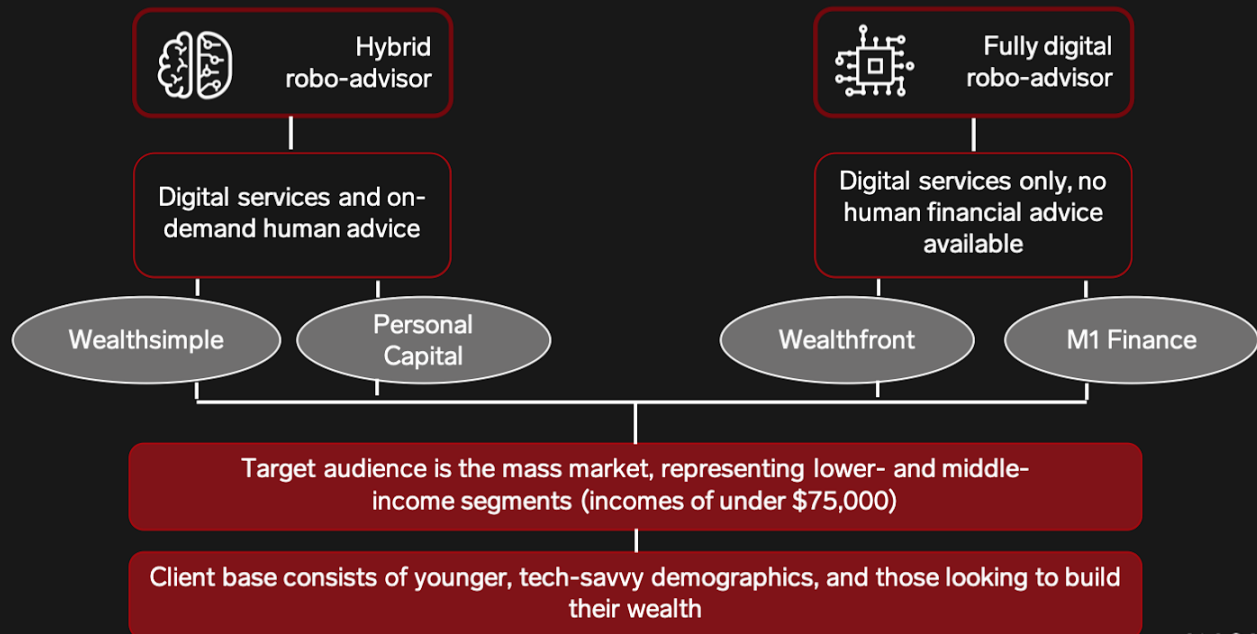 Hybrid
robo-advisor
Fully digital
robo-advisor
Digital services and on-
demand human advice
Digital services only, no
human financial advice
available
Wealthsimple
Personal
Capital
Wealthfront
M1 Finance
Target audience is the mass market, representing lower- and middle-
income segments (incomes of under $75,000)
Client base consists of younger, tech-savvy demographics, and those looking to build
their wealth